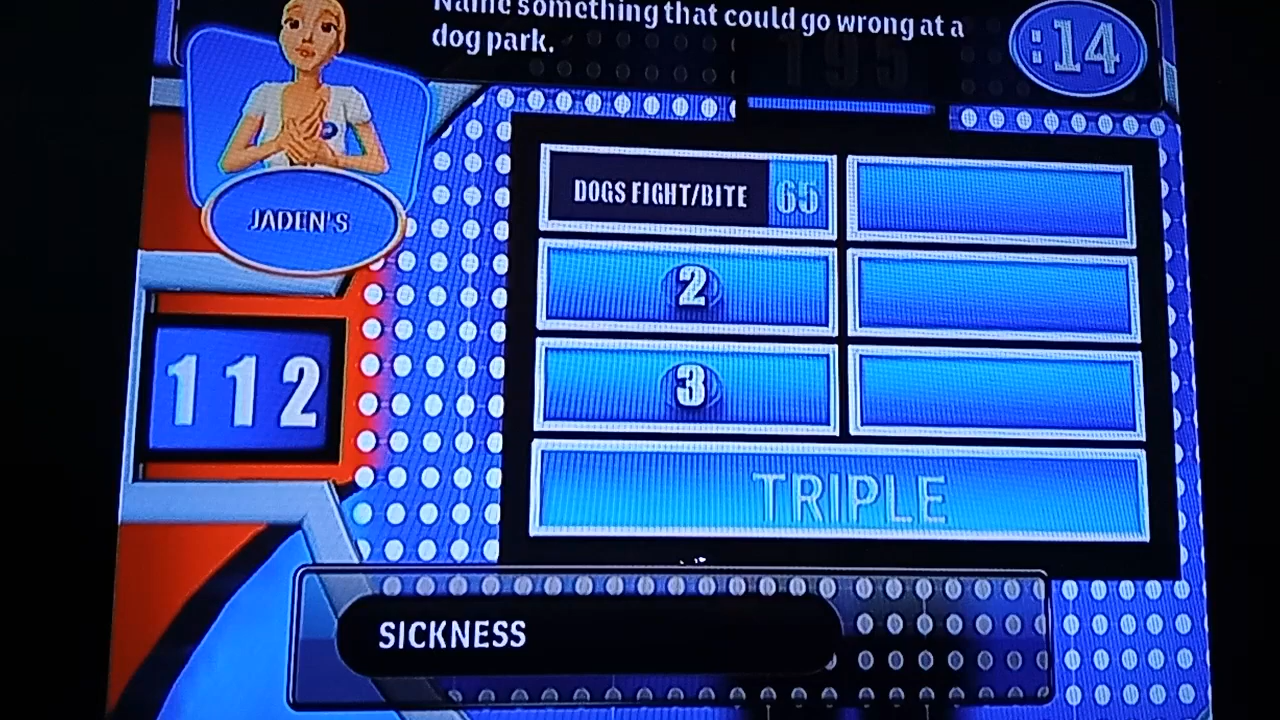 Name something that could go wrong at a
dog park.
:14
195
JADEN'S
112
DOGS FIGHT/BITE 65
2
3
TRIPLE
SICKNESS